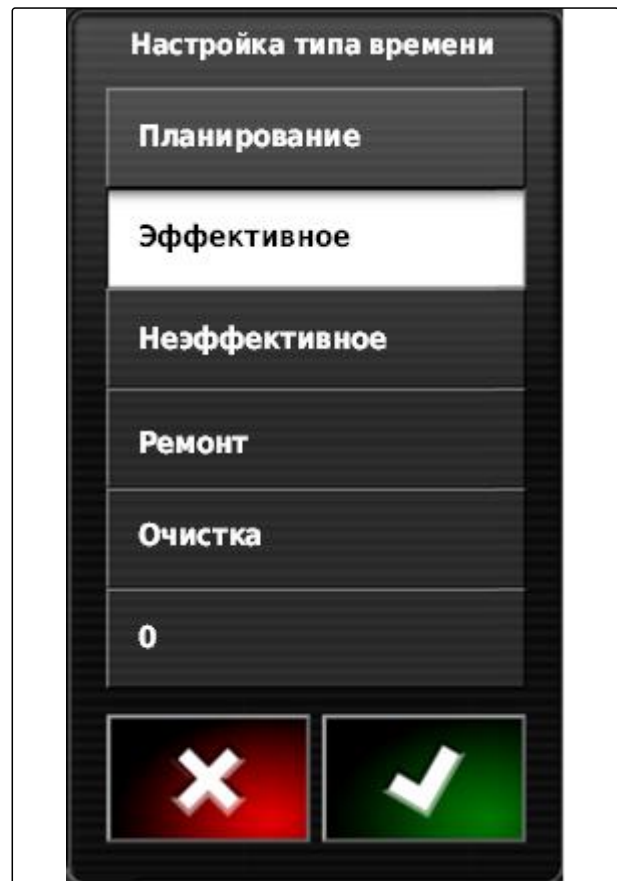 Настройка типа времени
Планирование
Эффективное
Неэффективное
Ремонт
Очистка
0